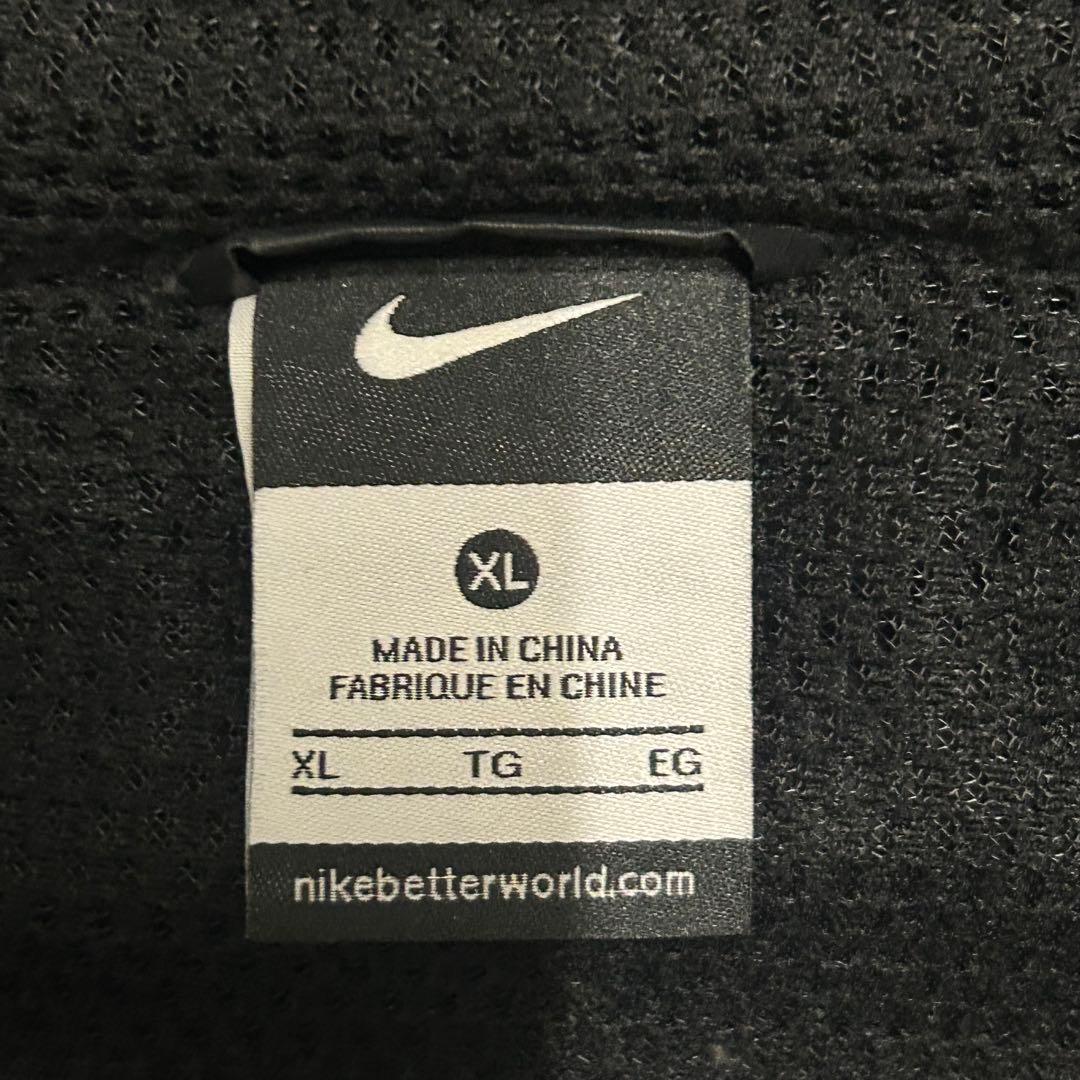 XL
MADE IN CHINA
FABRIQUE EN CHINE
XL TG EG
nikebetterworld.com